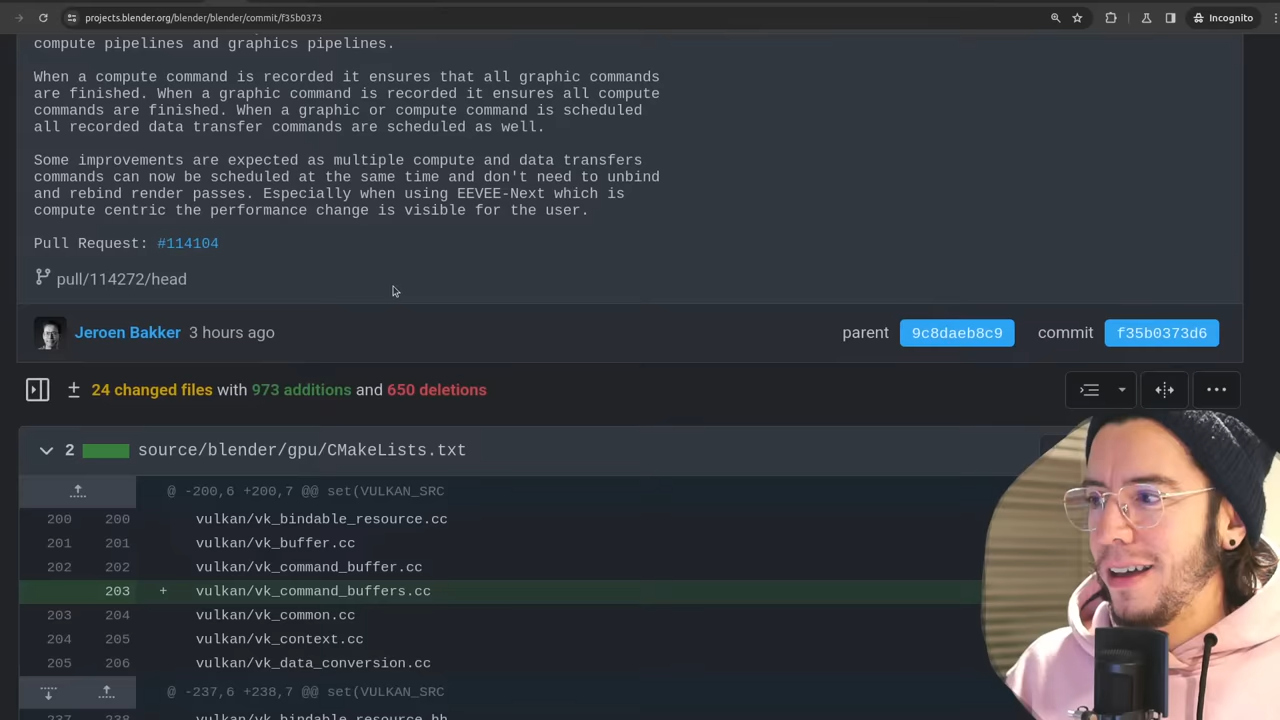 projects.blender.org/blender/blender/commit/f35b0373
Incognito
compute pipelines and graphics pipelines.
When a compute command is recorded it ensures that all graphic commands
are finished. When a graphic command is recorded it ensures all compute
commands are finished. When a graphic or compute command is scheduled
all recorded data transfer commands are scheduled as well.
Some improvements are expected as multiple compute and data transfers
commands can now be scheduled at the same time and don't need to unbind
and rebind render passes. Especially when using EEVEE-Next which is
compute centric the performance change is visible for the user.
Pull Request: #114104
pull/114272/head
Jeroen Bakker 3 hours ago parent 9c8daeb8c9 commit f35b0373d6
24 changed files with 973 additions and 650 deletions
2 source/blender/gpu/CMakeLists.txt
@ -200,6 +200,7 @@ set(VULKAN_SRC
200 200 vulkan/vk_bindable_resource.cc
201 201 vulkan/vk_buffer.cc
202 202 vulkan/vk_command_buffer.cc
203 + vulkan/vk_command_buffers.cc
203 204 vulkan/vk_common.cc
204 205 vulkan/vk_context.cc
205 206 vulkan/vk_data_conversion.cc
@ -237,6 +238,7 @@ set(VULKAN_SRC
237 238 vulkan/vk_bindable_resource.hh